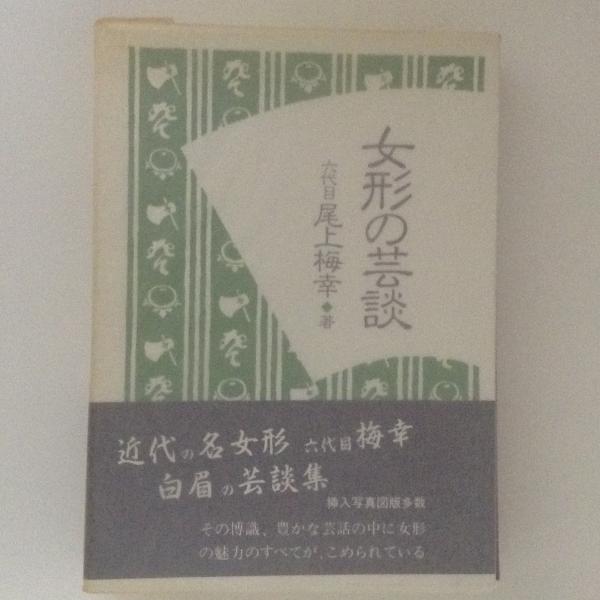 女形の芸談
六代目尾上梅幸◆著
近代の名女形 六代目梅幸
白眉の芸談集
挿入写真図版多数
その博識、豊かな芸話の中に女形
の魅力のすべてが、こめられている